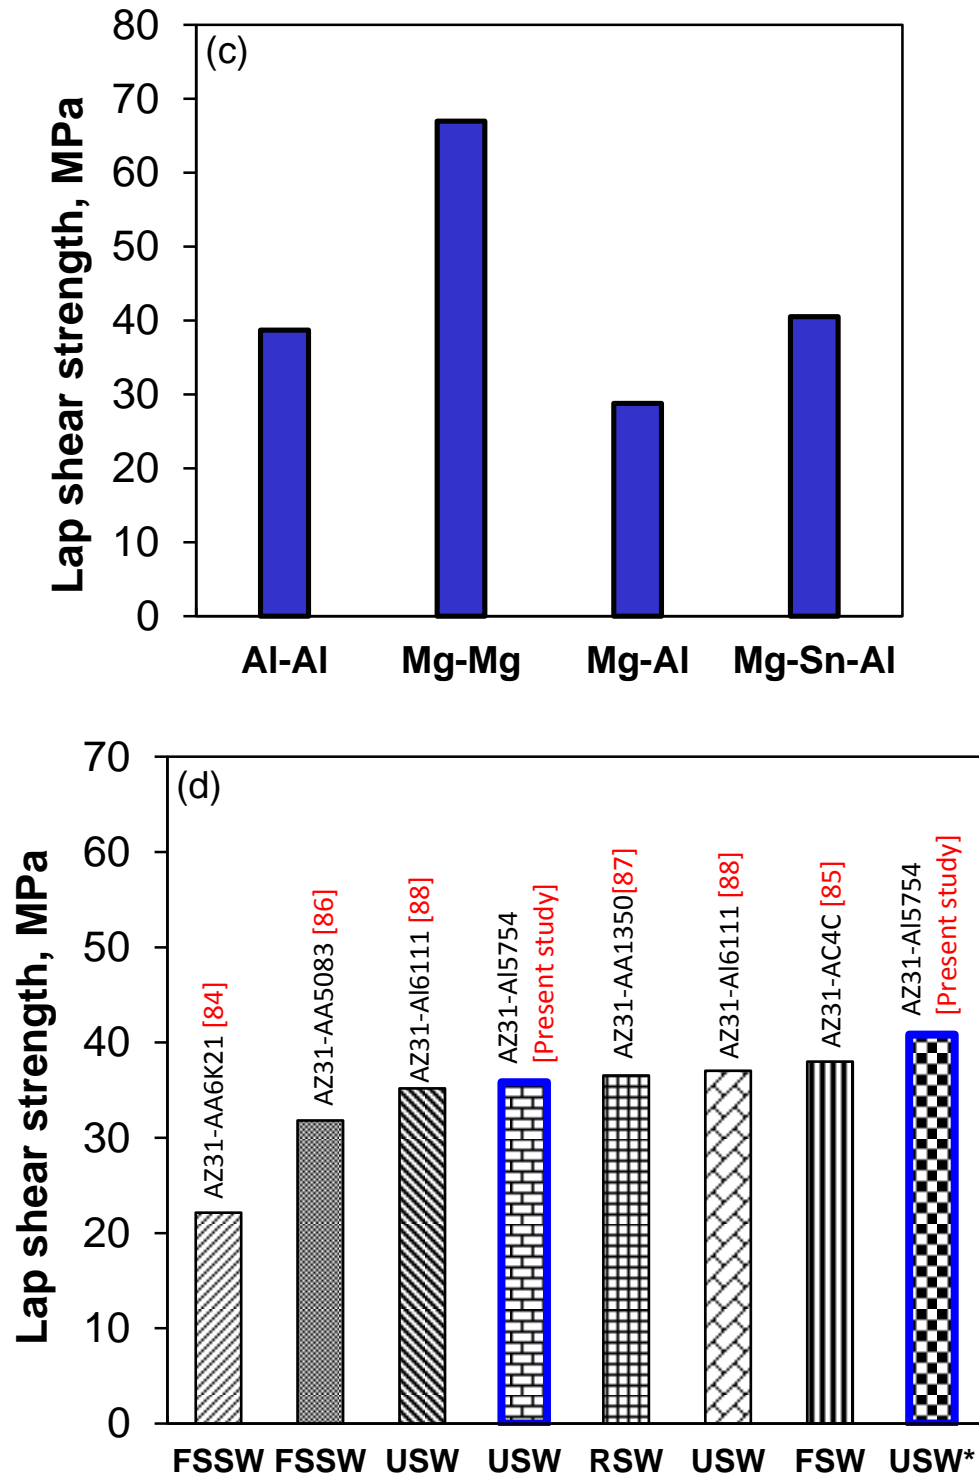 (c)
Lap shear strength, MPa
80
70
60
50
40
30
20
10
0
Al-Al Mg-Mg Mg-Al Mg-Sn-Al
(d)
Lap shear strength, MPa
70
60
50
40
30
20
10
0
AZ31-AA6K21 [84]
AZ31-AA5083 [86]
AZ31-Al6111 [88]
AZ31-Al5754
[Present study]
AZ31-AA1350[87]
AZ31-Al6111 [88]
AZ31-AC4C [85]
AZ31-Al5754
[Present study]
FSSW FSSW USW USW RSW USW FSW USW*